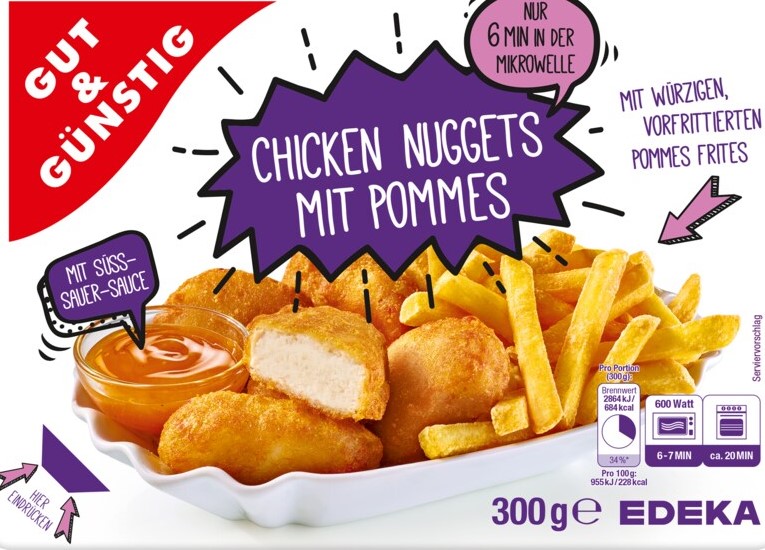 GUT
&
GÜNSTIG
NUR
6 MIN IN DER
MIKROWELLE
CHICKEN NUGGETS
MIT POMMES
MIT WÜRZIGEN,
VORFRITTIERTEN
POMMES FRITES
MIT SÜSS-
SAUER-SAUCE
Serviervorschlag
Pro Portion
(300 g):
Brennwert
2864 kJ /
684 kcal
34 %*
Pro 100 g:
955 kJ / 228 kcal
600 Watt
6-7 MIN
ca. 20 MIN
HIER
EINDRÜCKEN
300 g e
EDEKA